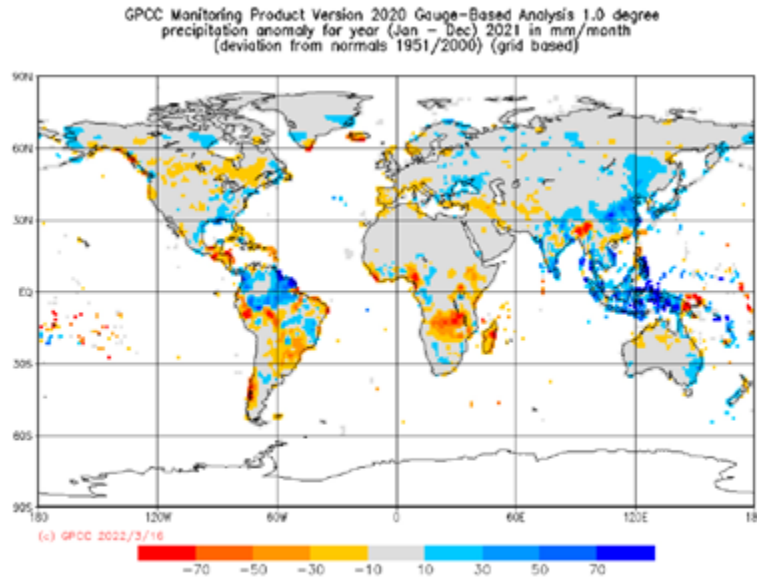 GPCC Monitoring Product Version 2020 Gauge-Based Analysis 1.0 degree
precipitation anomaly for year (Jan – Dec) 2021 in mm/month
(deviation from normals 1951/2000) (grid based)
90N
60N
30N
EQ
30S
60S
90S
180 120W 60W 0 60E 120E 18
(c) GPCC 2022/3/16
−70 −50 −30 −10 10 30 50 70